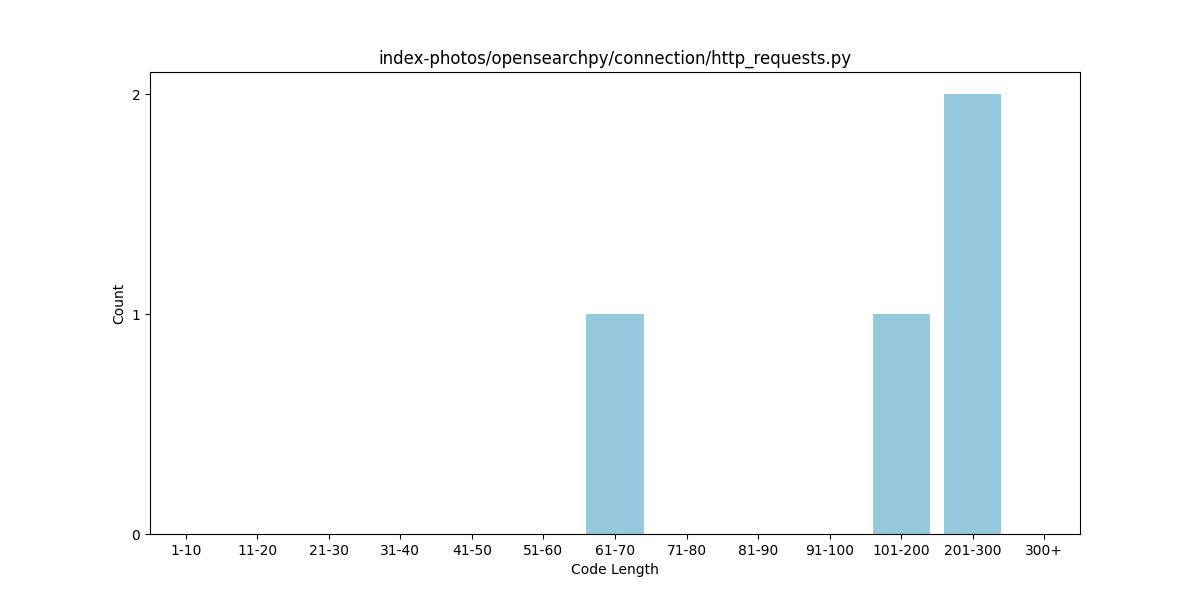 index-photos/opensearchpy/connection/http_requests.py
2
1
0
Count
1-10 11-20 21-30 31-40 41-50 51-60 61-70 71-80 81-90 91-100 101-200 201-300 300+
Code Length